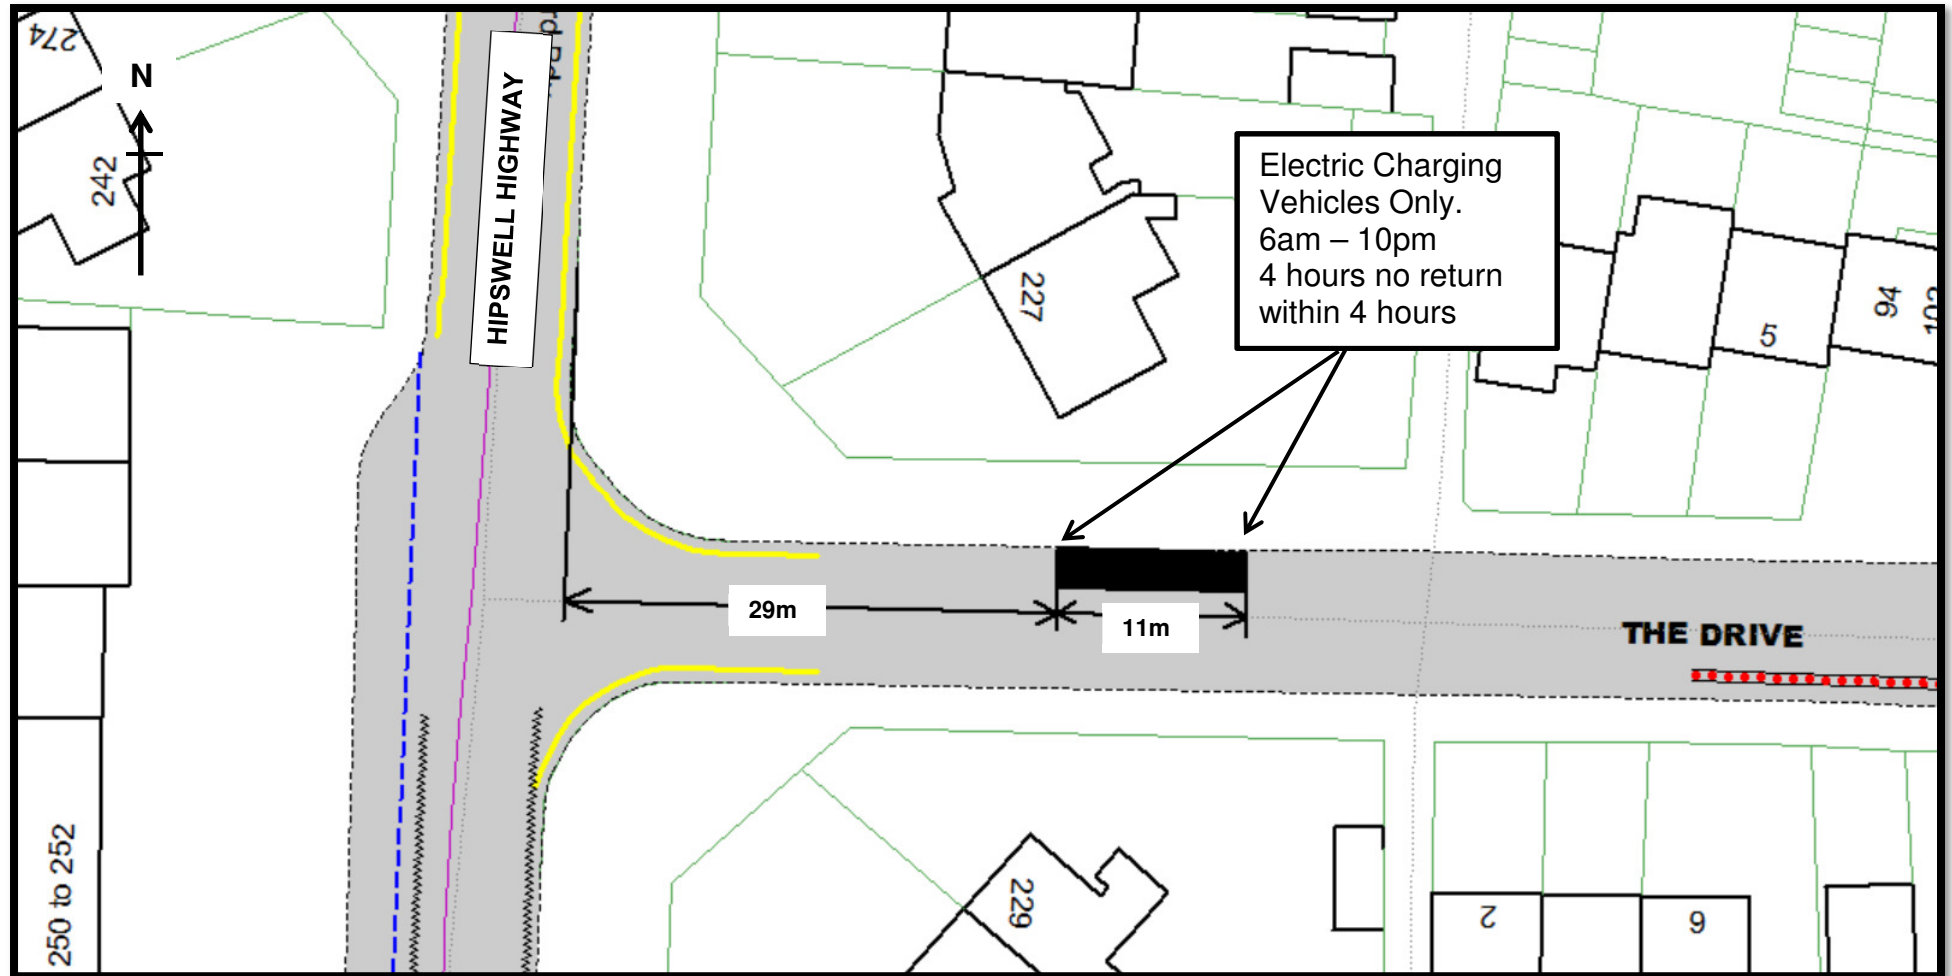 274
N
242
HIPSWELL HIGHWAY
227
Electric Charging
Vehicles Only.
6am – 10pm
4 hours no return
within 4 hours
5
94
29m
11m
THE DRIVE
250 to 252
229
2
6